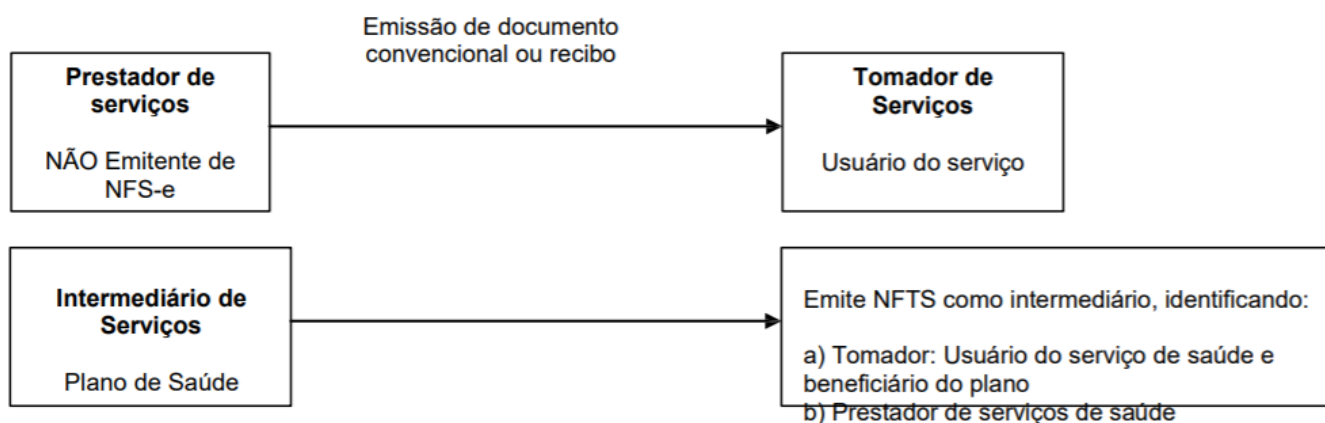 Emissão de documento
convencional ou recibo
Prestador de
serviços
NÃO Emitente de
NFS-e
Tomador de
Serviços
Usuário do serviço
Intermediário de
Serviços
Plano de Saúde
Emite NFTS como intermediário, identificando:
a) Tomador: Usuário do serviço de saúde e
beneficiário do plano
b) Prestador de serviços de saúde